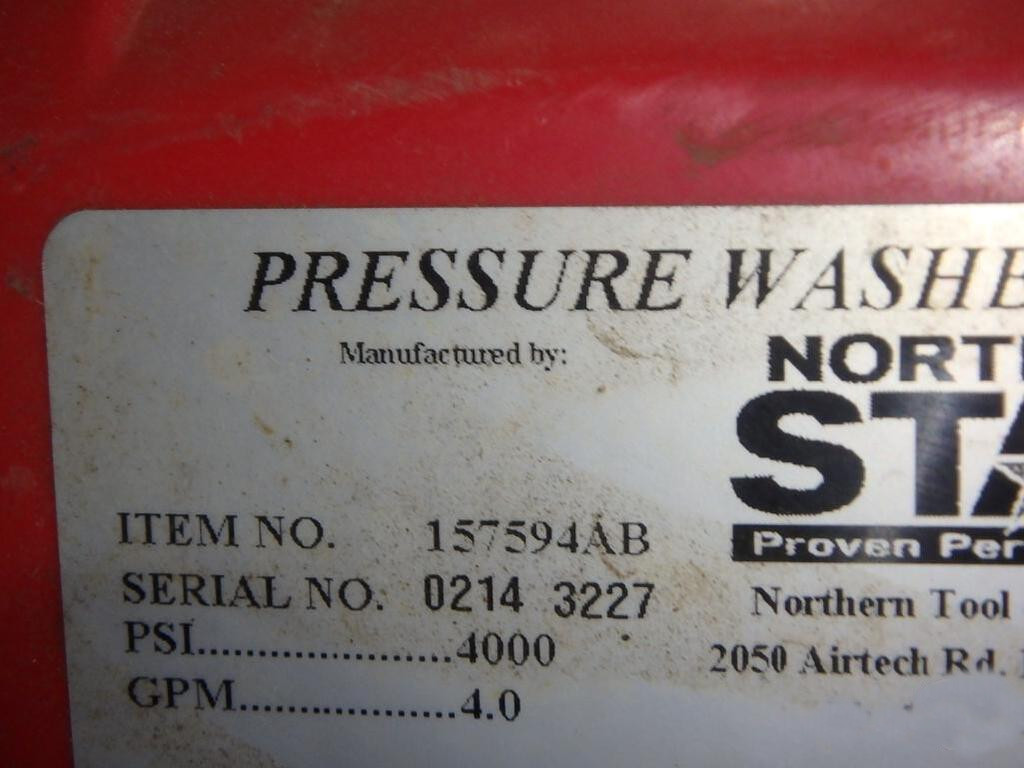 PRESSURE WASHE
Manufactured by:
NORT
STA
Proven Per
ITEM NO. 157594AB
SERIAL NO. 0214 3227
Northern Tool
PSI......................4000
2050 Airtech Rd.
GPM...................4.0